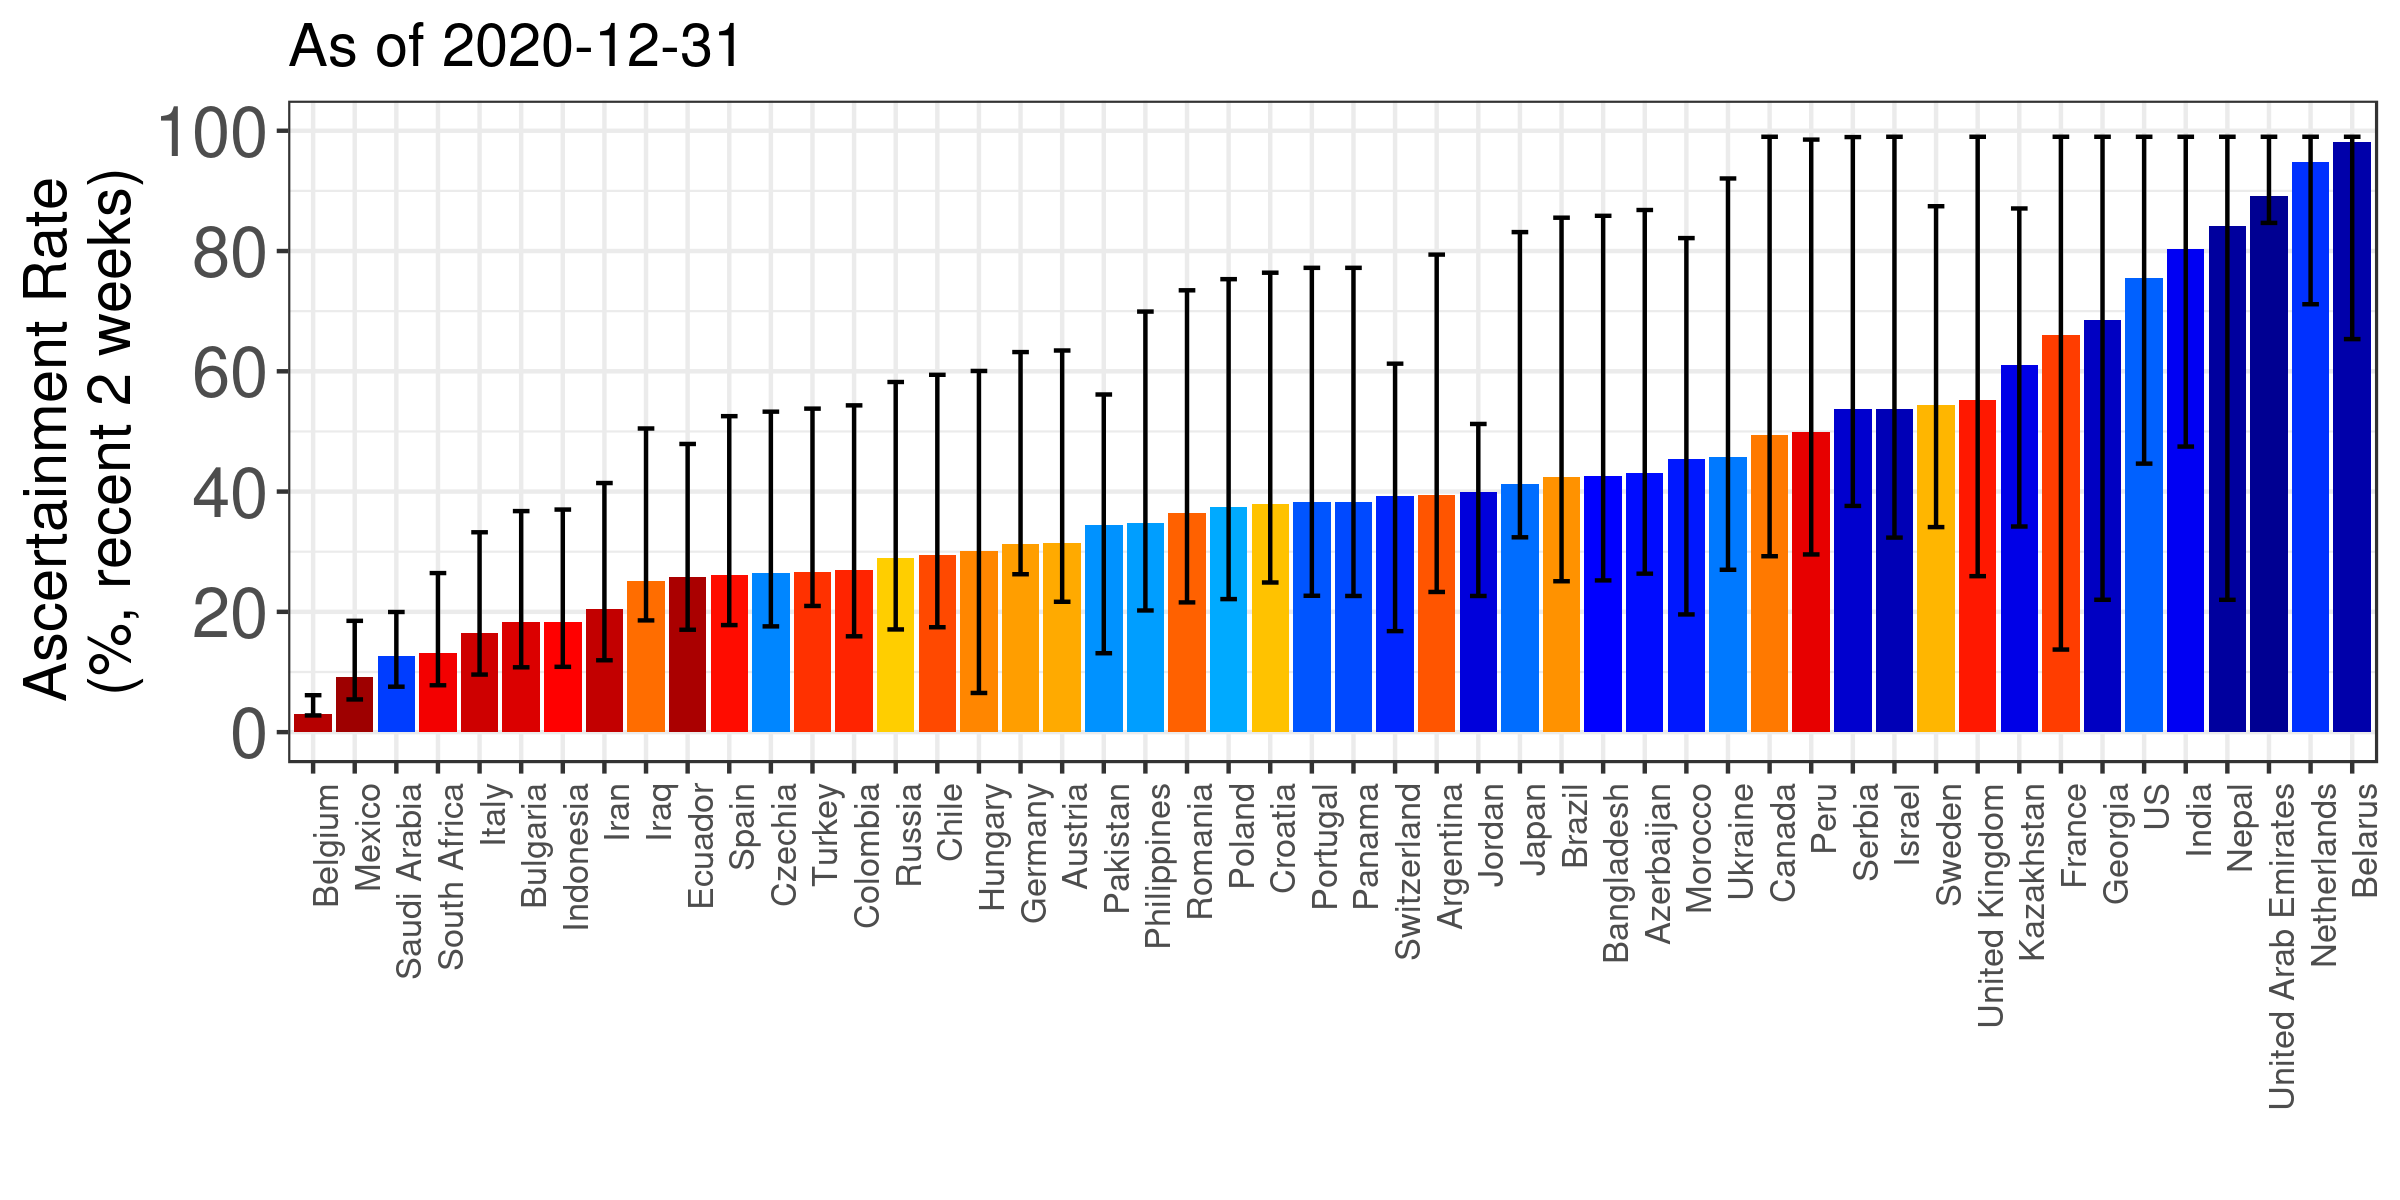 As of 2020-12-31
Ascertainment Rate
(%, recent 2 weeks)
100
80
60
40
20
0
Belgium
Mexico
Saudi Arabia
South Africa
Italy
Bulgaria
Indonesia
Iran
Iraq
Ecuador
Spain
Czechia
Turkey
Colombia
Russia
Chile
Hungary
Germany
Austria
Pakistan
Philippines
Romania
Poland
Croatia
Portugal
Panama
Switzerland
Argentina
Jordan
Japan
Brazil
Bangladesh
Azerbaijan
Morocco
Ukraine
Canada
Peru
Serbia
Israel
Sweden
United Kingdom
Kazakhstan
France
Georgia
US
India
Nepal
United Arab Emirates
Netherlands
Belarus